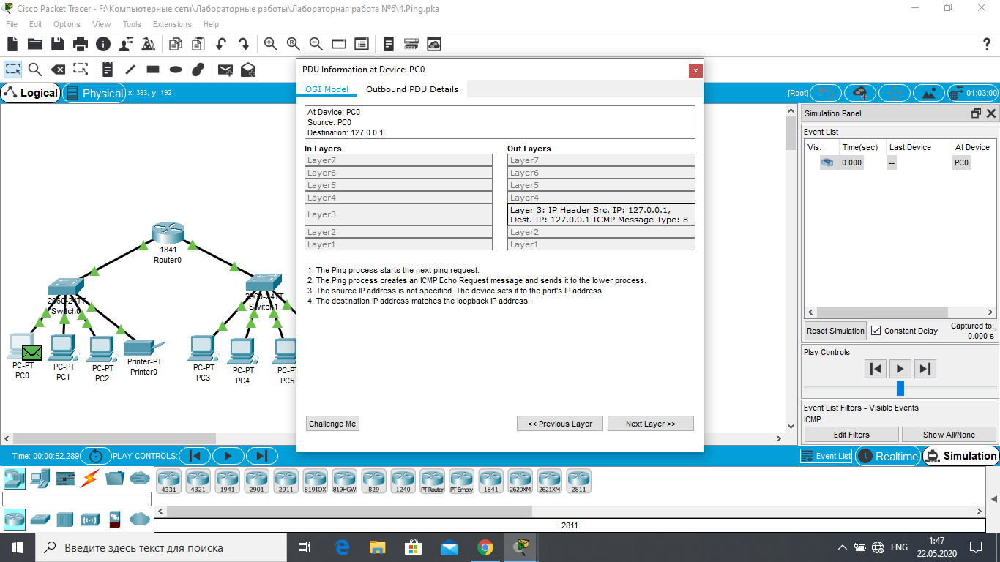 Cisco Packet Tracer - F:\Компьютерные сети\Лабораторные работы\Лабораторная работа №6\4.Ping.pka
File Edit Options View Tools Extensions Help
?
Logical Physical x: 383, y: 192
[Root] 01:03:00
PDU Information at Device: PC0
x
OSI Model Outbound PDU Details
At Device: PC0
Source: PC0
Destination: 127.0.0.1
In Layers Out Layers
Layer7 Layer7
Layer6 Layer6
Layer5 Layer5
Layer4 Layer4
Layer3 Layer 3: IP Header Src. IP: 127.0.0.1,
Dest. IP: 127.0.0.1 ICMP Message Type: 8
Layer2 Layer2
Layer1 Layer1
1. The Ping process starts the next ping request.
2. The Ping process creates an ICMP Echo Request message and sends it to the lower process.
3. The source IP address is not specified. The device sets it to the port's IP address.
4. The destination IP address matches the loopback IP address.
Challenge Me << Previous Layer Next Layer >>
1841
Router0
2960-24TT
Switch0
2960-24TT
Switch1
PC-PT
PC0
PC-PT
PC1
PC-PT
PC2
Printer-PT
Printer0
PC-PT
PC3
PC-PT
PC4
PC-P
PC5
Simulation Panel
Event List
Vis. Time(sec) Last Device At Device
0.000 -- PC0
Reset Simulation Constant Delay Captured to:
0.000 s
Play Controls
Event List Filters - Visible Events
ICMP
Edit Filters Show All/None
Time: 00:00:52.289 PLAY CONTROLS:
Event List Realtime Simulation
4331 4321 1941 2901 2911 819IOX 819HGW 829 1240 PT-Router PT-Empty 1841 2620XM 2621XM 2811
2811
Введите здесь текст для поиска
ENG
1:47
22.05.2020